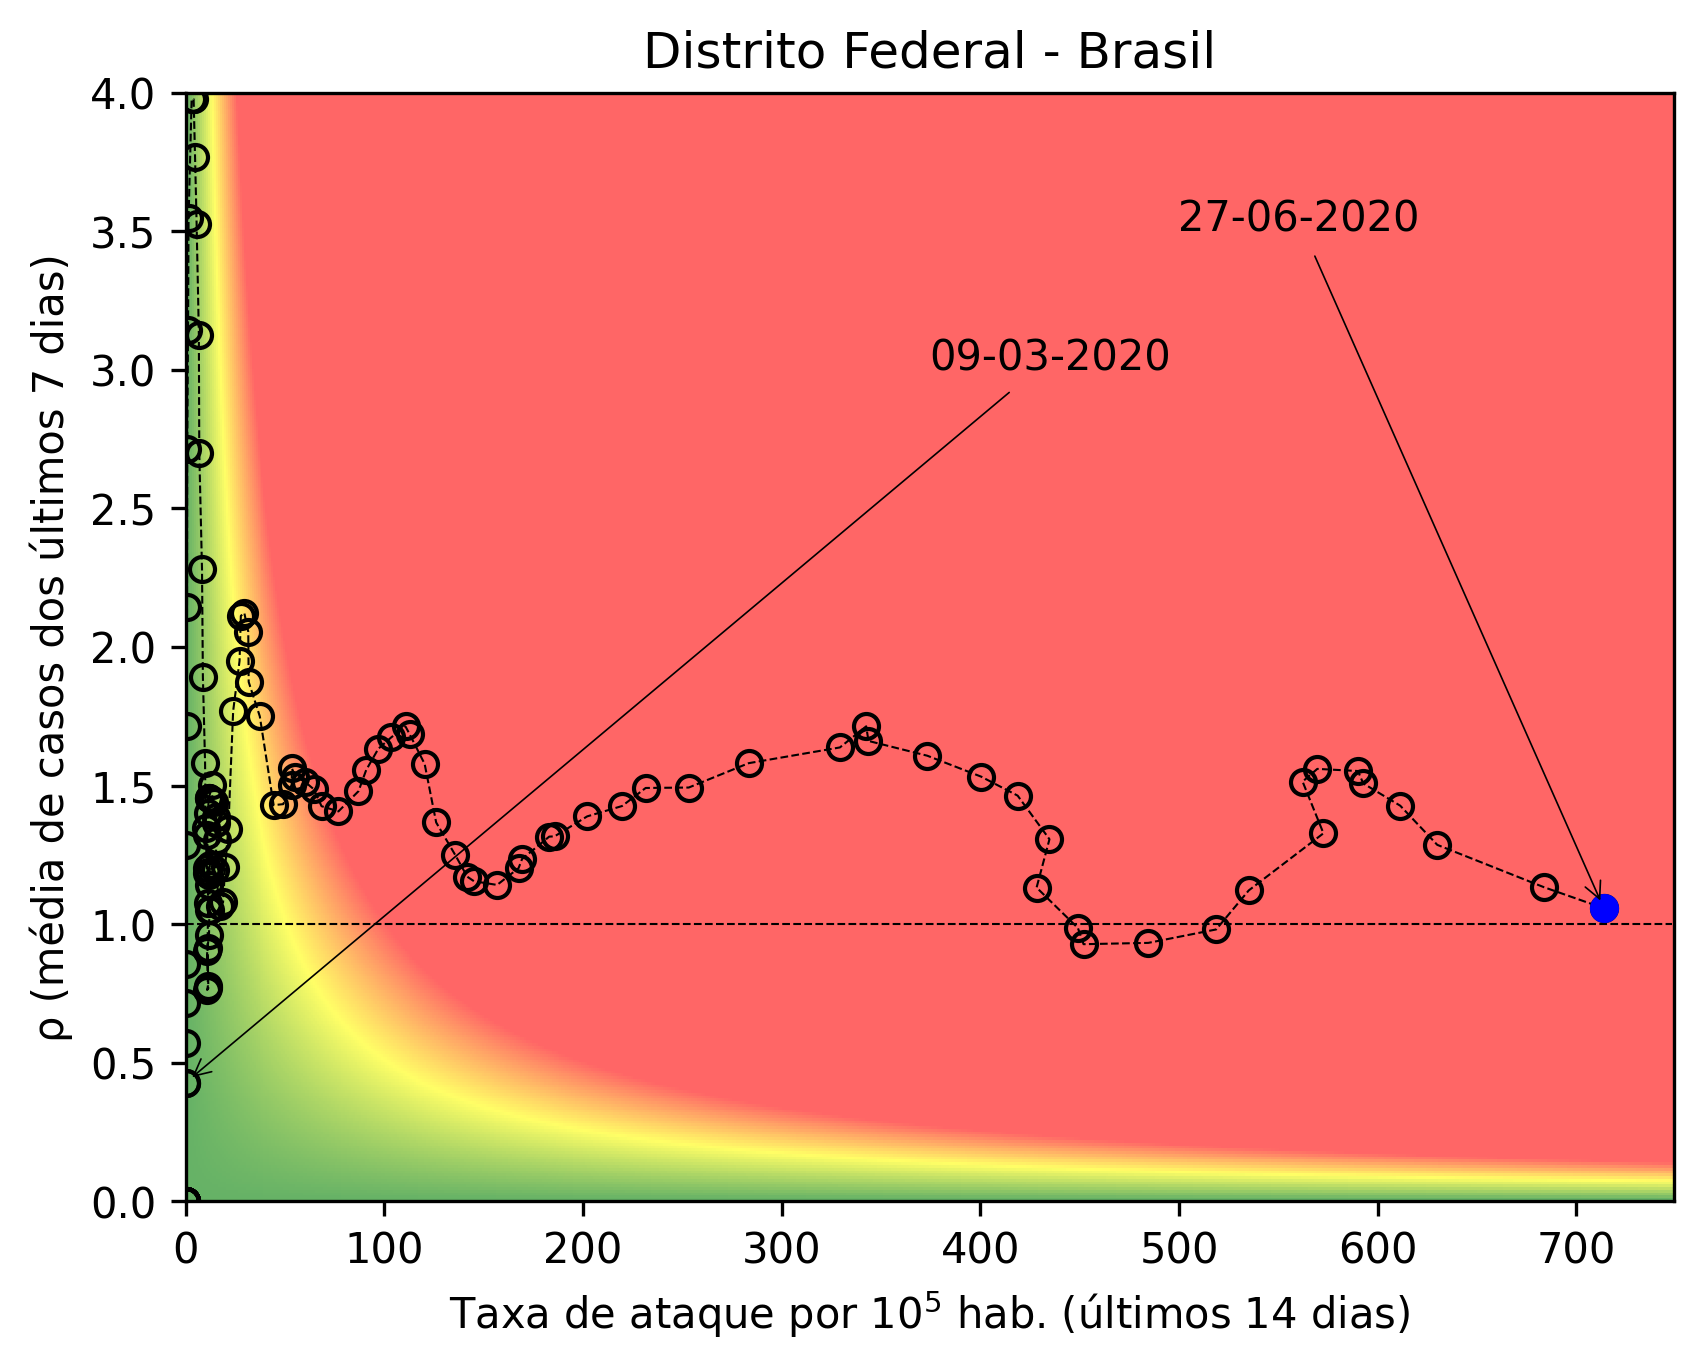 Distrito Federal - Brasil
4.0
3.5
3.0
2.5
2.0
1.5
1.0
0.5
0.0
ρ (média de casos dos últimos 7 dias)
27-06-2020
09-03-2020
0 100 200 300 400 500 600 700
Taxa de ataque por 10⁵ hab. (últimos 14 dias)